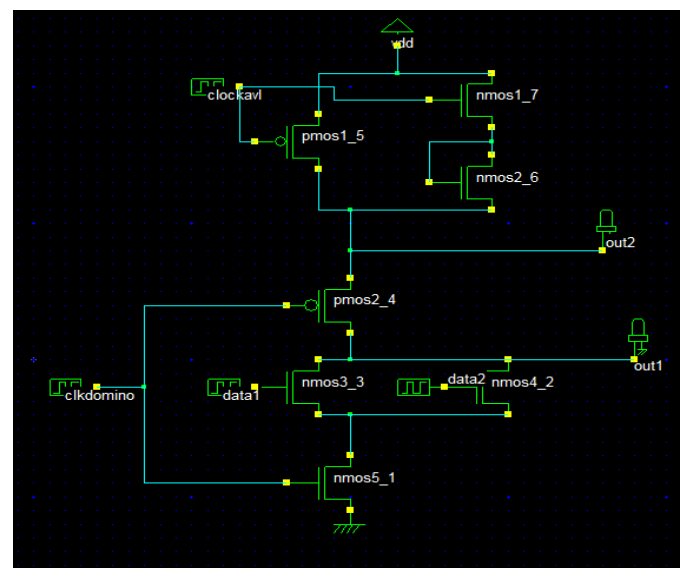 vdd
clockavl
nmos1_7
pmos1_5
nmos2_6
out2
pmos2_4
out1
clkdomino
data1
nmos3_3
data2
nmos4_2
nmos5_1